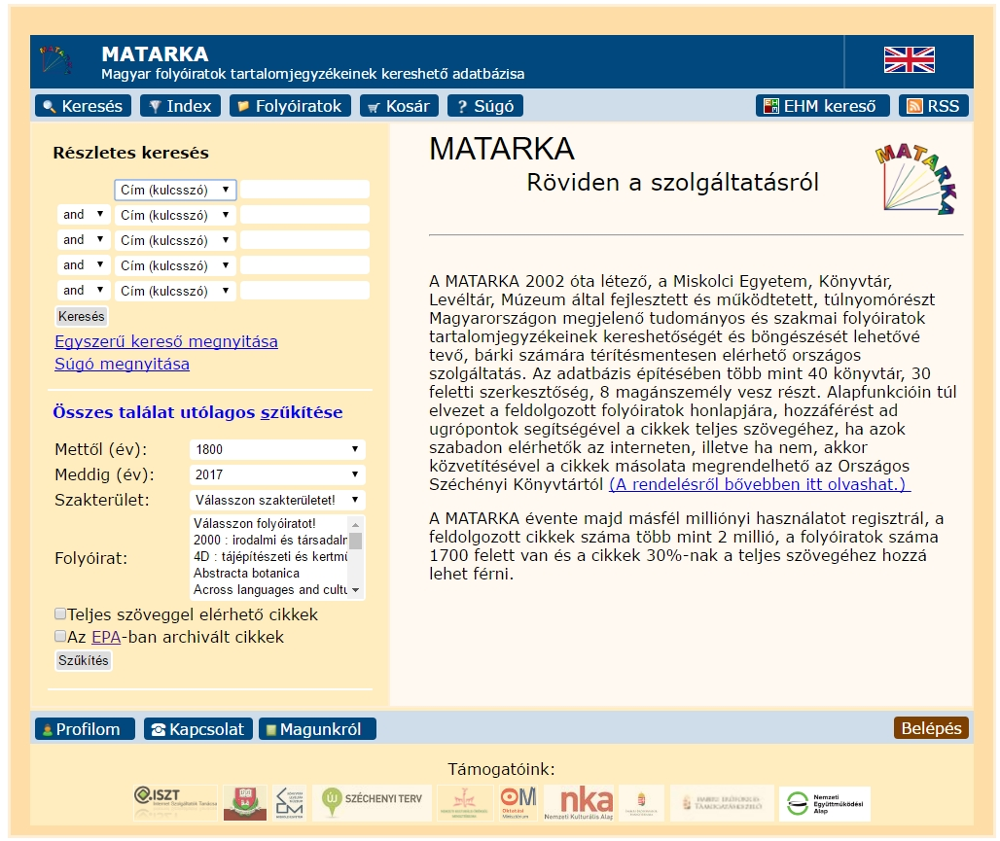 MATARKA
Magyar folyóiratok tartalomjegyzékeinek kereshető adatbázisa
Keresés Index Folyóiratok Kosár ? Súgó EHM kereső RSS
Részletes keresés
Cím (kulcsszó)
and Cím (kulcsszó)
and Cím (kulcsszó)
and Cím (kulcsszó)
and Cím (kulcsszó)
Keresés
Egyszerű kereső megnyitása
Súgó megnyitása
Összes találat utólagos szűkítése
Mettől (év): 1800
Meddig (év): 2017
Szakterület: Válasszon szakterületet!
Folyóirat:
Válasszon folyóiratot!
2000 : irodalmi és társadaln
4D : tájépítészeti és kertmű
Abstracta botanica
Across languages and cultu
Teljes szöveggel elérhető cikkek
Az EPA-ban archivált cikkek
Szűkítés
MATARKA
Röviden a szolgáltatásról
MATARKA
A MATARKA 2002 óta létező, a Miskolci Egyetem, Könyvtár,
Levéltár, Múzeum által fejlesztett és működtetett, túlnyomórészt
Magyarországon megjelenő tudományos és szakmai folyóiratok
tartalomjegyzékeinek kereshetőségét és böngészését lehetővé
tevő, bárki számára térítésmentesen elérhető országos
szolgáltatás. Az adatbázis építésében több mint 40 könyvtár, 30
feletti szerkesztőség, 8 magánszemély vesz részt. Alapfunkcióin túl
elvezet a feldolgozott folyóiratok honlapjára, hozzáférést ad
ugrópontok segítségével a cikkek teljes szövegéhez, ha azok
szabadon elérhetők az interneten, illetve ha nem, akkor
közvetítésével a cikkek másolata megrendelhető az Országos
Széchényi Könyvtártól (A rendelésről bővebben itt olvashat.)
A MATARKA évente majd másfél milliónyi használatot regisztrál, a
feldolgozott cikkek száma több mint 2 millió, a folyóiratok száma
1700 felett van és a cikkek 30%-nak a teljes szövegéhez hozzá
lehet férni.
Profilom Kapcsolat Magunkról Belépés
Támogatóink:
ISZT
Internet Szolgáltatók Tanácsa
ÚJ SZÉCHENYI TERV
OM
Oktatási
Minisztérium
nka
Nemzeti Kulturális Alap
Nemzeti
Együttműködési
Alap